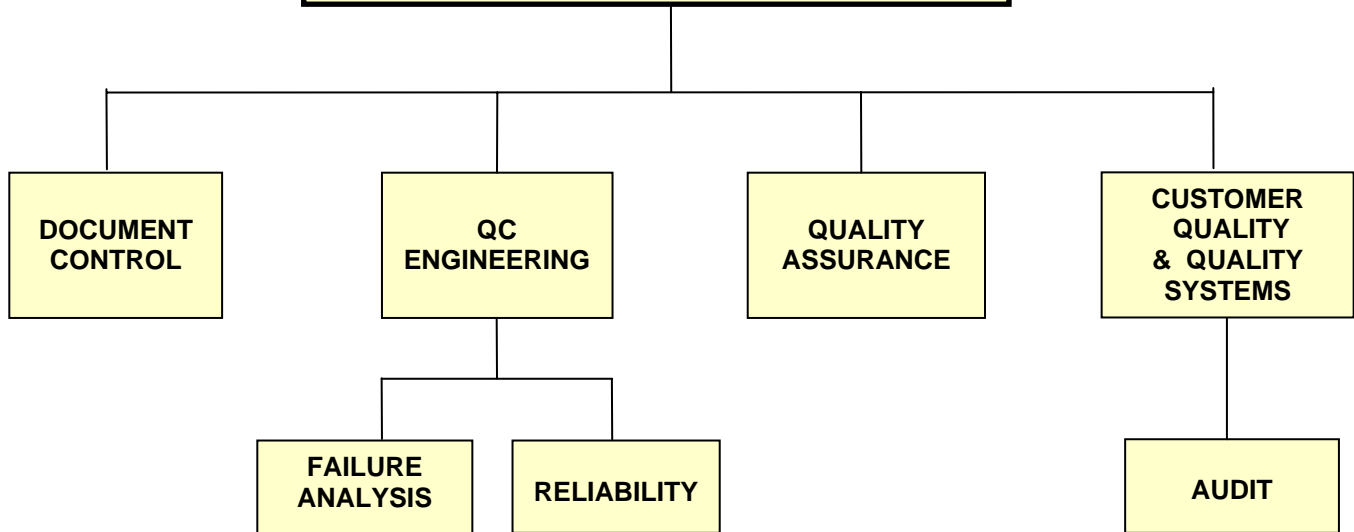 DOCUMENT
CONTROL
QC
ENGINEERING
QUALITY
ASSURANCE
CUSTOMER
QUALITY
& QUALITY
SYSTEMS
FAILURE
ANALYSIS
RELIABILITY
AUDIT